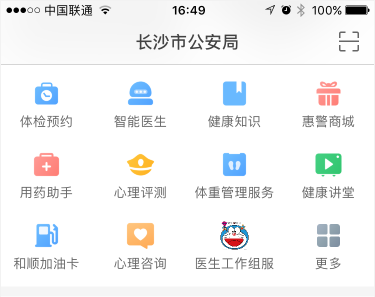 中国联通 16:49 100%
长沙市公安局
体检预约 智能医生 健康知识 惠警商城
用药助手 心理评测 体重管理服务 健康讲堂
和顺加油卡 心理咨询 医生工作组服 更多